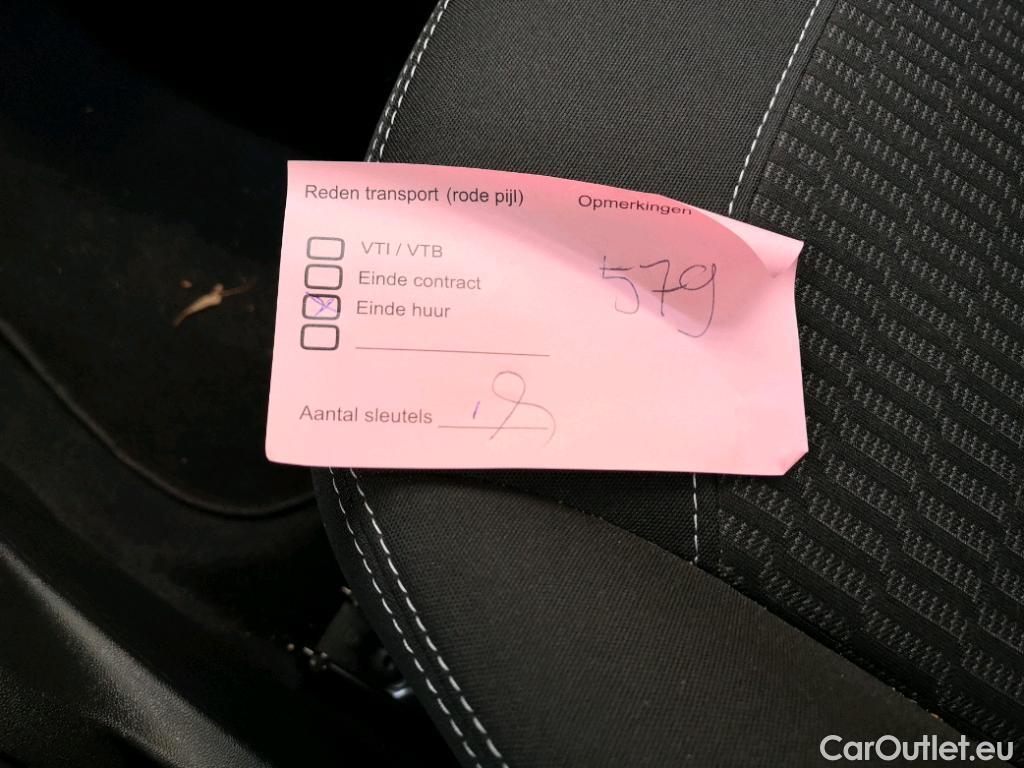 Reden transport (rode pijl)
Opmerkingen
VTI / VTB
579
Einde contract
Einde huur
Aantal sleutels
CarOutlet.eu